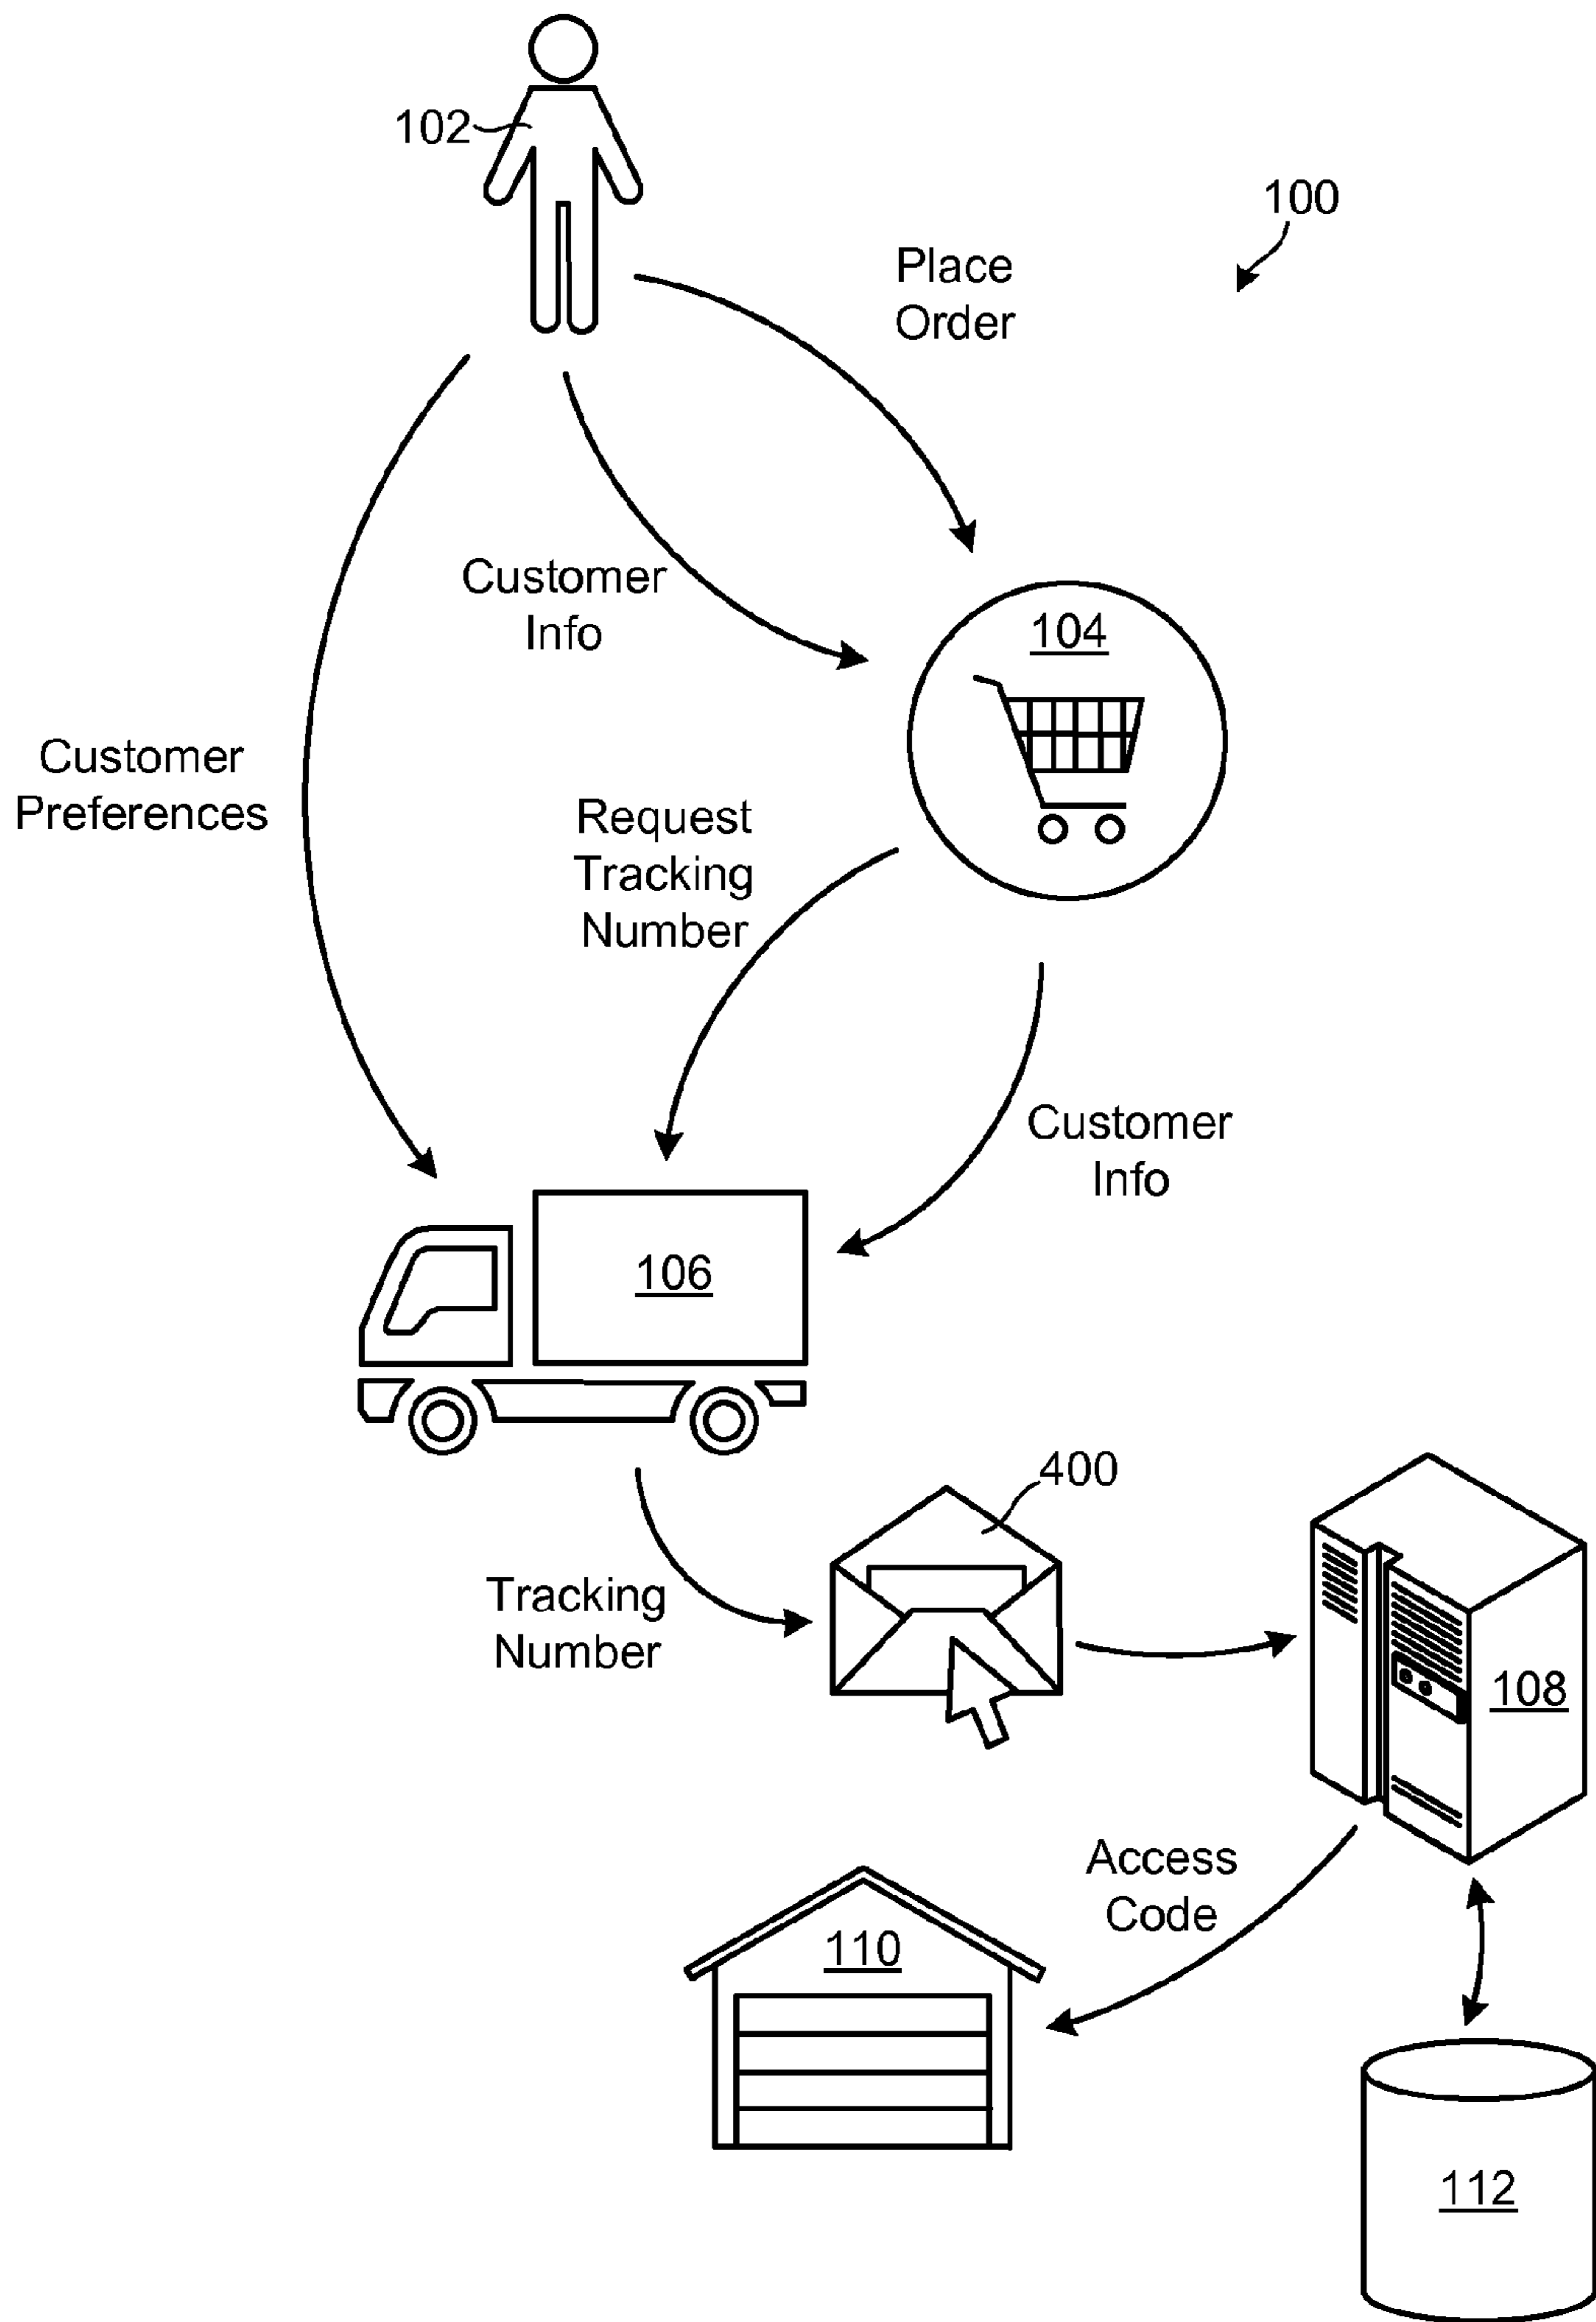 102
100
Place
Order
Customer
Info
104
Customer
Preferences
Request
Tracking
Number
Customer
Info
106
400
Tracking
Number
108
Access
Code
110
112